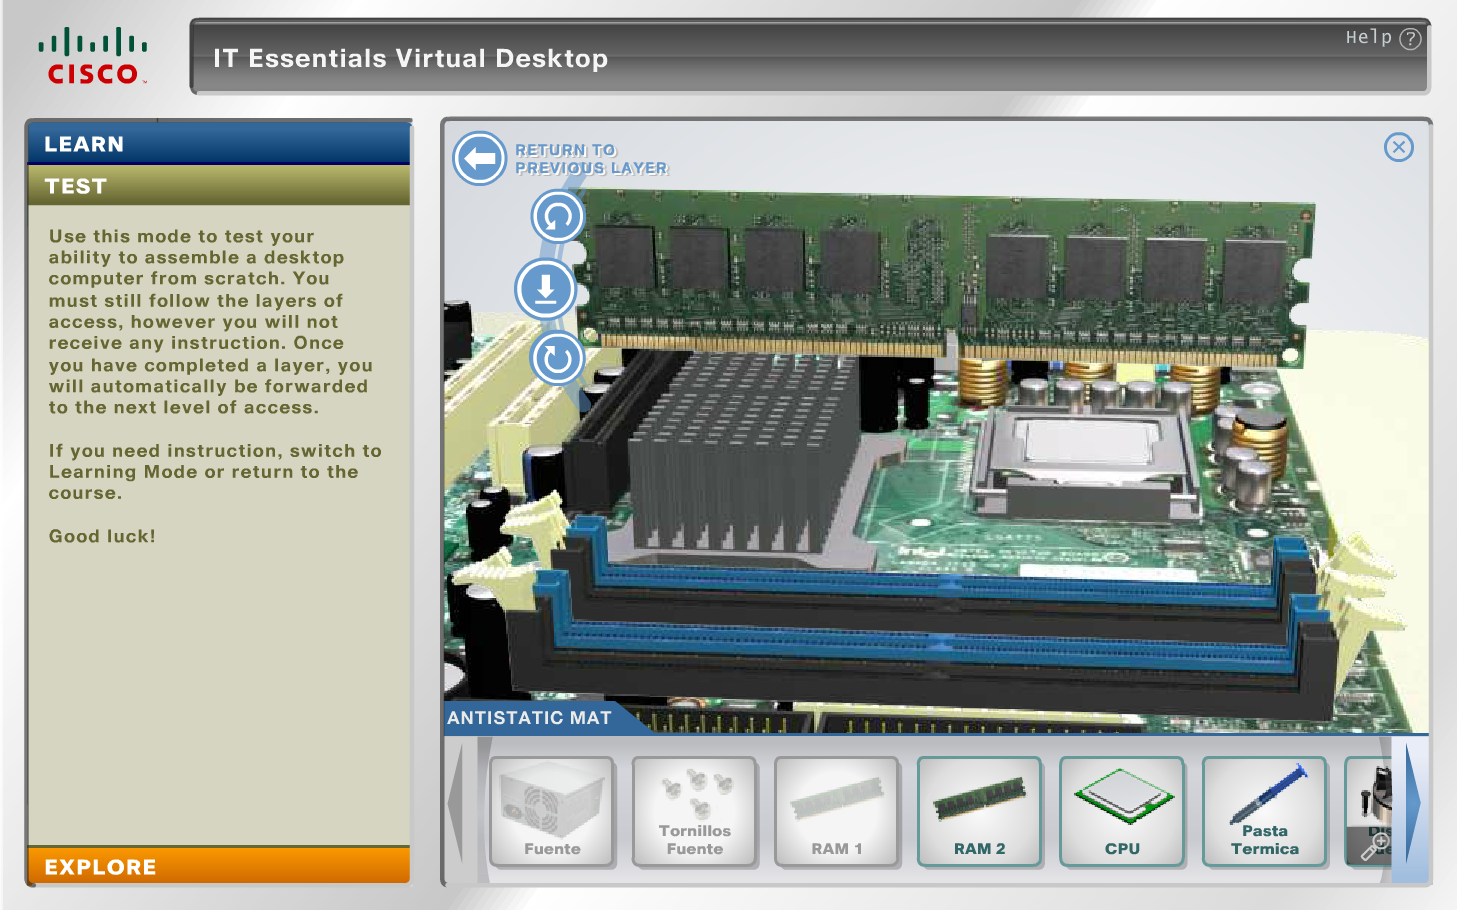 CISCO
IT Essentials Virtual Desktop
Help ?
LEARN
TEST
Use this mode to test your
ability to assemble a desktop
computer from scratch. You
must still follow the layers of
access, however you will not
receive any instruction. Once
you have completed a layer, you
will automatically be forwarded
to the next level of access.
If you need instruction, switch to
Learning Mode or return to the
course.
Good luck!
EXPLORE
RETURN TO
PREVIOUS LAYER
intel
ANTISTATIC MAT
Fuente
Tornillos
Fuente
RAM 1
RAM 2
CPU
Pasta
Termica